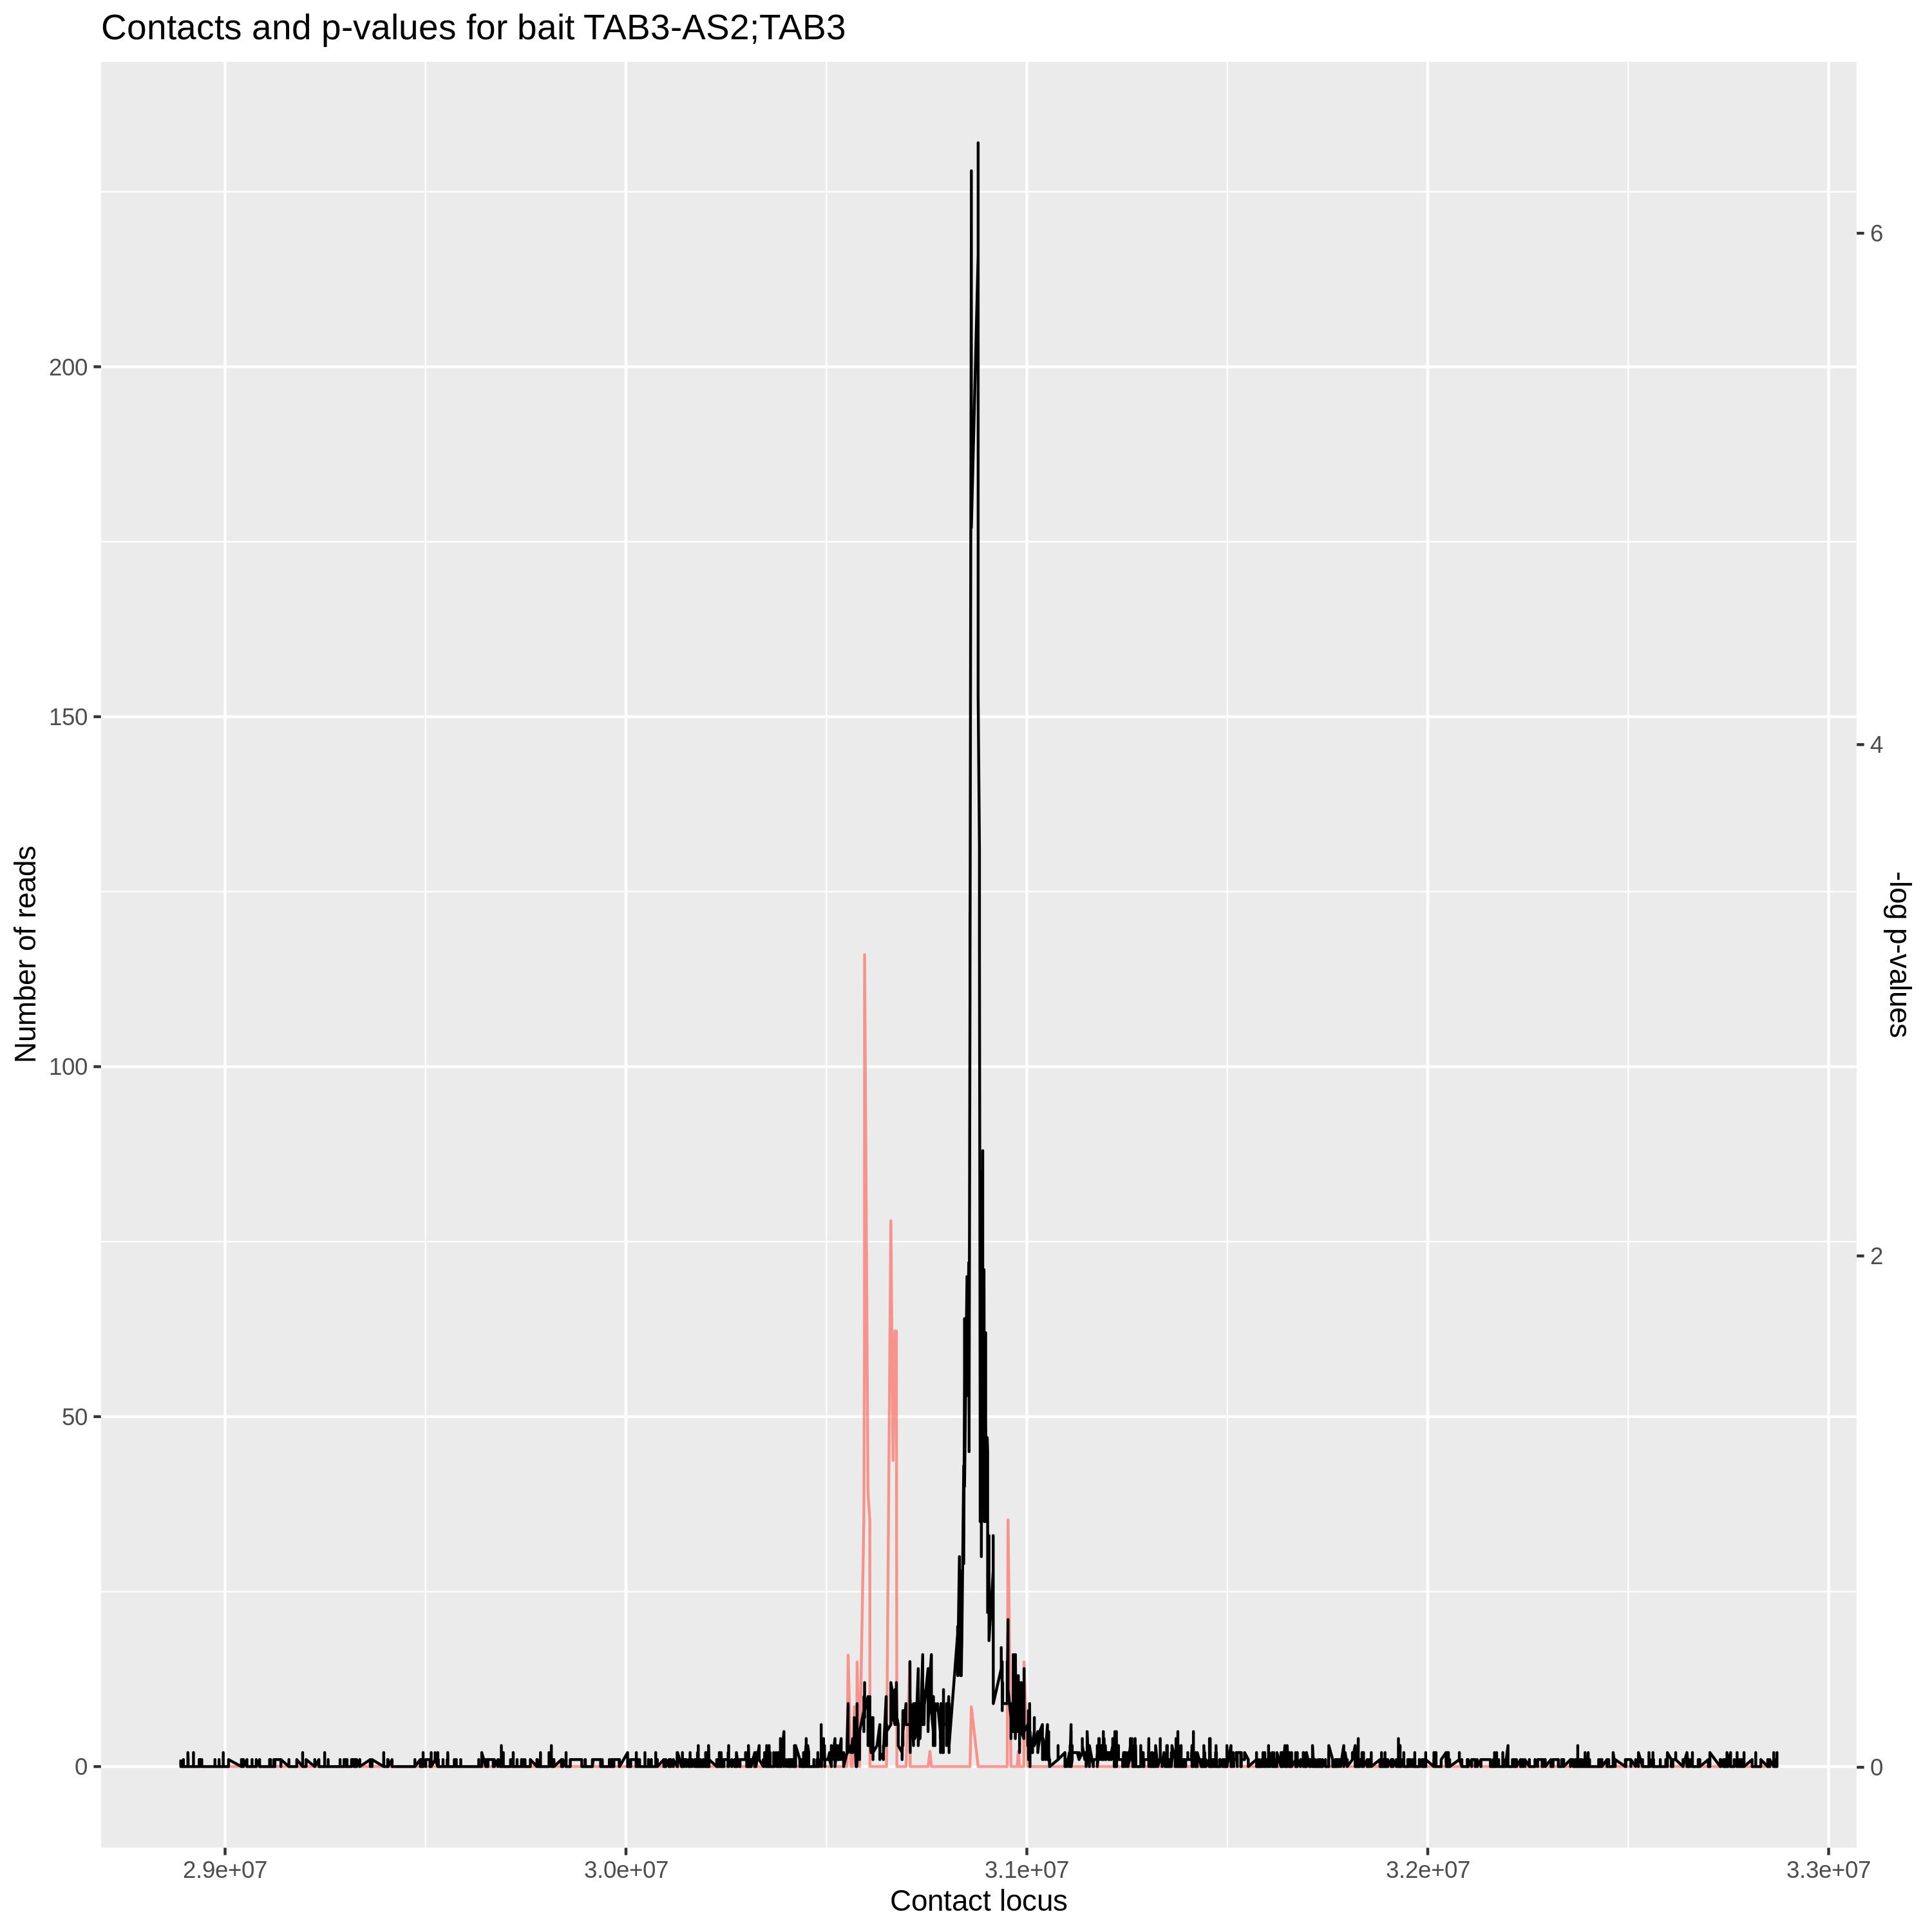 Contacts and p-values for bait TAB3-AS2;TAB3
Number of reads
200
150
100
50
0
6
4
2
0
-log p-values
2.9e+07
3.0e+07
3.1e+07
3.2e+07
3.3e+07
Contact locus